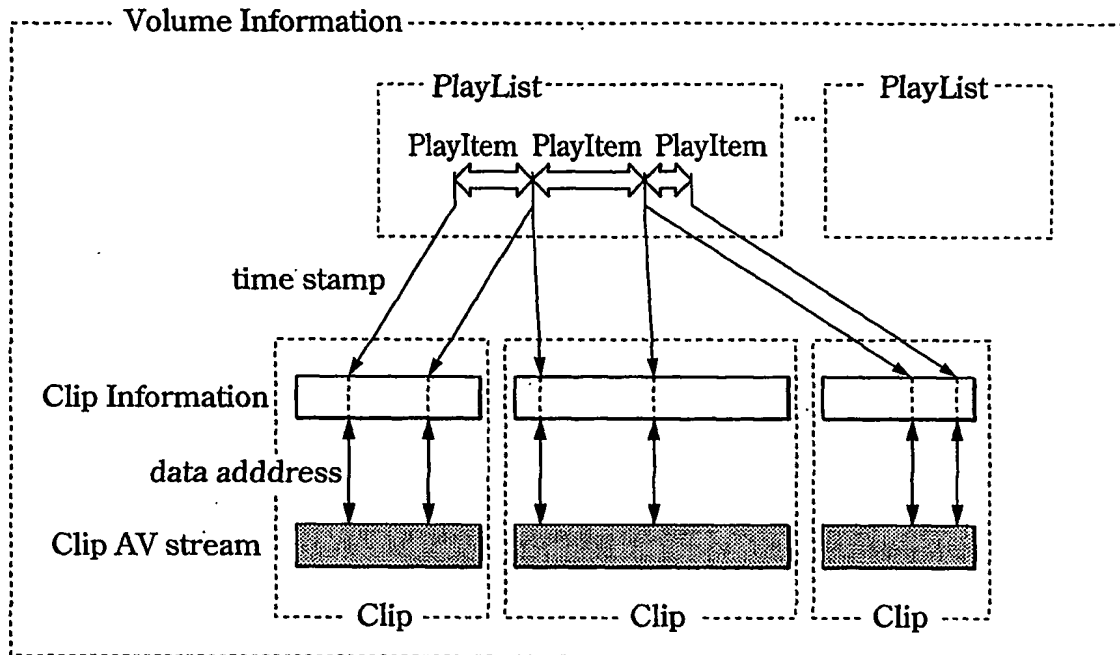 Volume Information
PlayList
PlayList
...
PlayItem PlayItem PlayItem
time stamp
Clip Information
data adddress
Clip AV stream
Clip
Clip
Clip